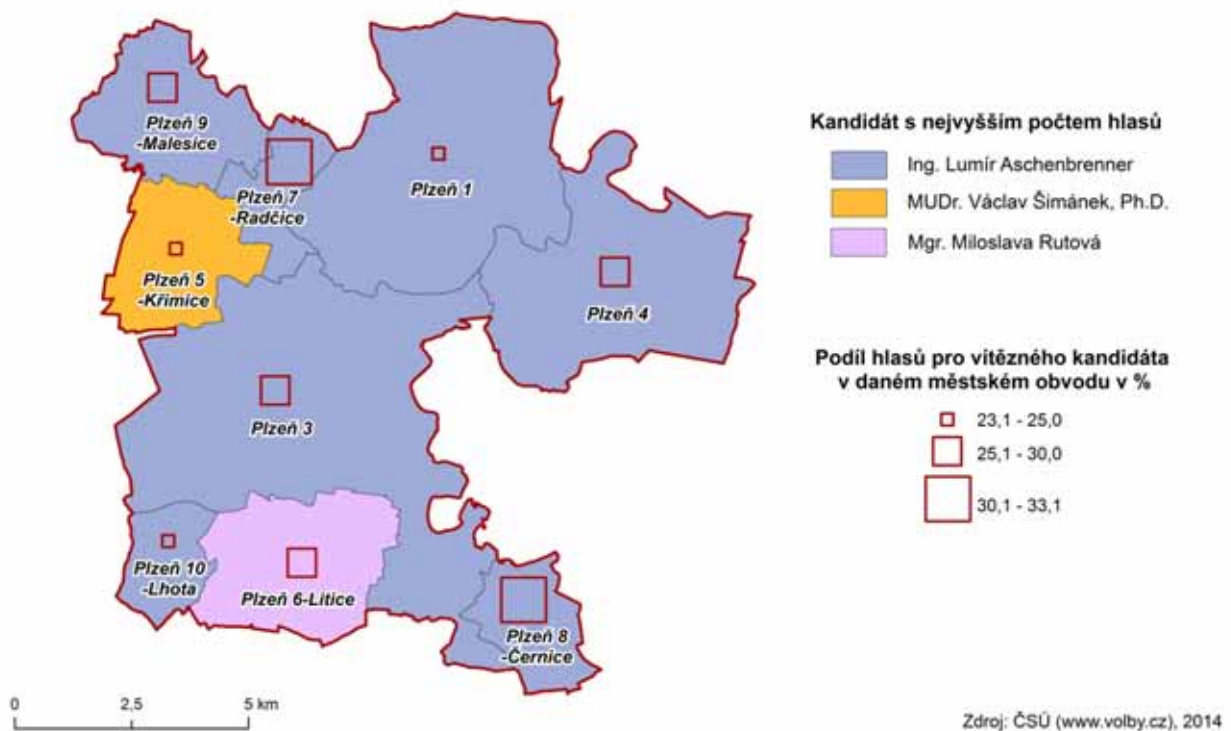 Plzeň 9
-Malesice
Plzeň 7
-Radčice
Plzeň 1
Plzeň 5
-Křimice
Plzeň 4
Plzeň 3
Plzeň 10
-Lhota
Plzeň 6-Litice
Plzeň 8
-Černice
Kandidát s nejvyšším počtem hlasů
Ing. Lumír Aschenbrenner
MUDr. Václav Šimánek, Ph.D.
Mgr. Miloslava Rutová
Podíl hlasů pro vítězného kandidáta
v daném městském obvodu v %
23,1 - 25,0
25,1 - 30,0
30,1 - 33,1
0 2,5 5 km
Zdroj: ČSÚ (www.volby.cz), 2014